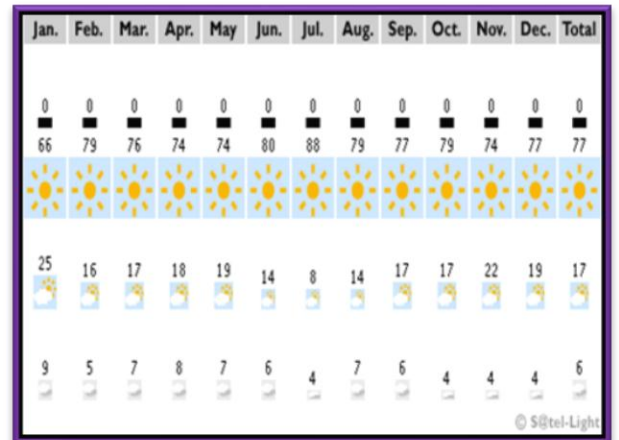 Jan. Feb. Mar. Apr. May Jun. Jul. Aug. Sep. Oct. Nov. Dec. Total
0 0 0 0 0 0 0 0 0 0 0 0 0
66 79 76 74 74 80 88 79 77 79 74 77 77
25 16 17 18 19 14 8 14 17 17 22 19 17
9 5 7 8 7 6 4 7 6 4 4 4 6
© S@tel-Light